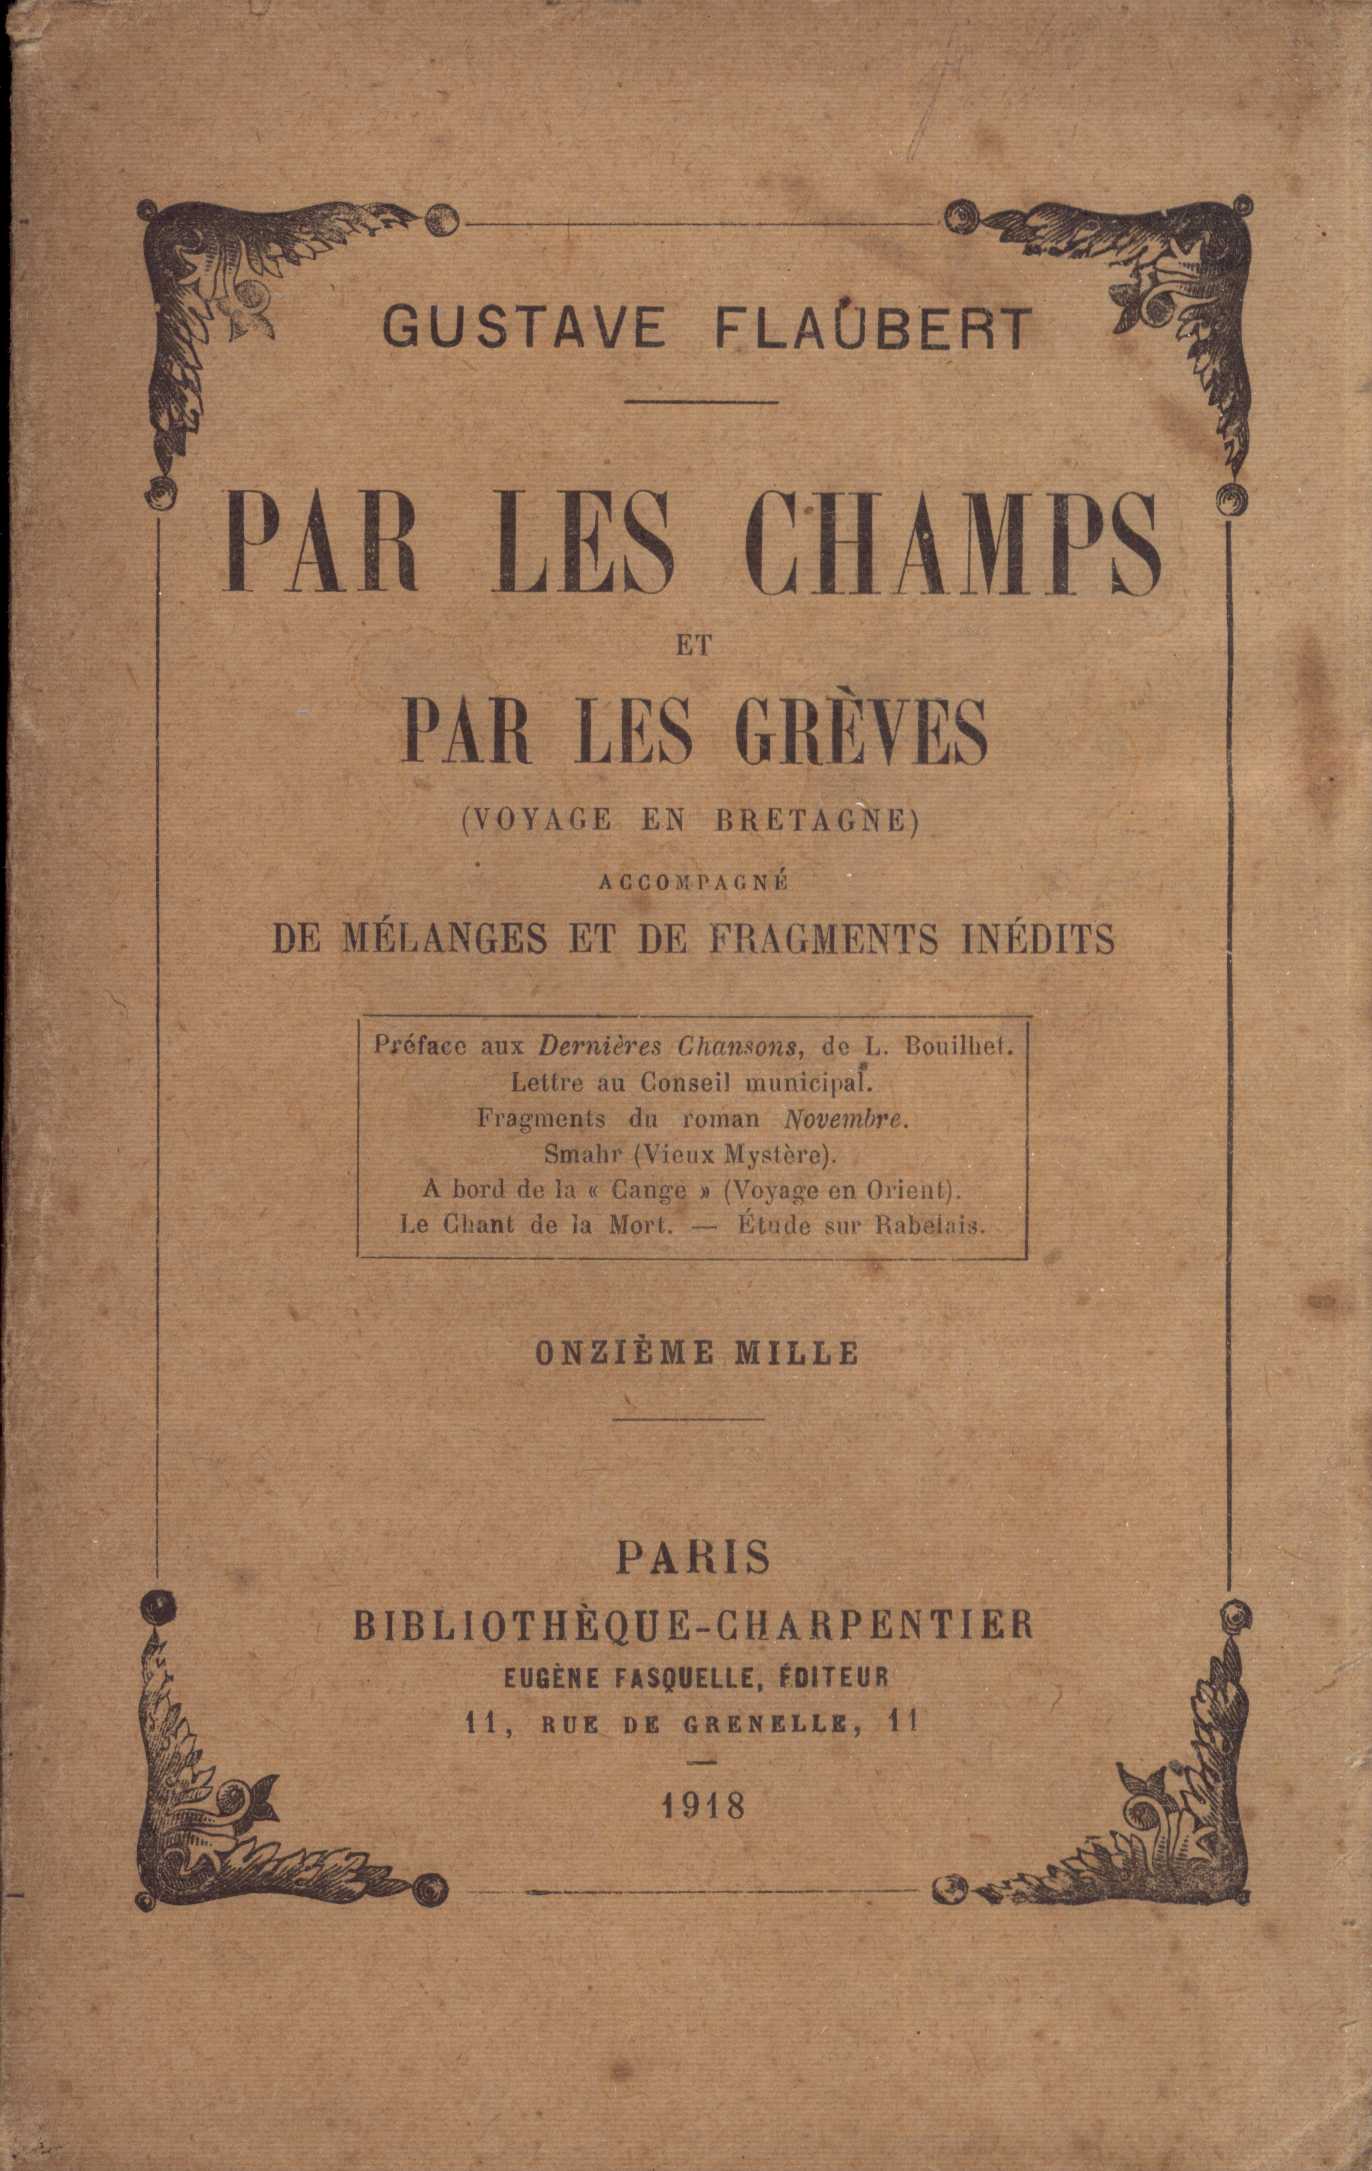 GUSTAVE FLAUBERT
PAR LES CHAMPS
ET
PAR LES GRÈVES
(VOYAGE EN BRETAGNE)
ACCOMPAGNÉ
DE MÉLANGES ET DE FRAGMENTS INÉDITS
Préface aux Dernières Chansons, de L. Bouilhet.
Lettre au Conseil municipal.
Fragments du roman Novembre.
Smahr (Vieux Mystère).
A bord de la « Cange » (Voyage en Orient).
Le Chant de la Mort. — Étude sur Rabelais.
ONZIÈME MILLE
PARIS
BIBLIOTHÈQUE-CHARPENTIER
EUGÈNE FASQUELLE, ÉDITEUR
11, RUE DE GRENELLE, 11
1918